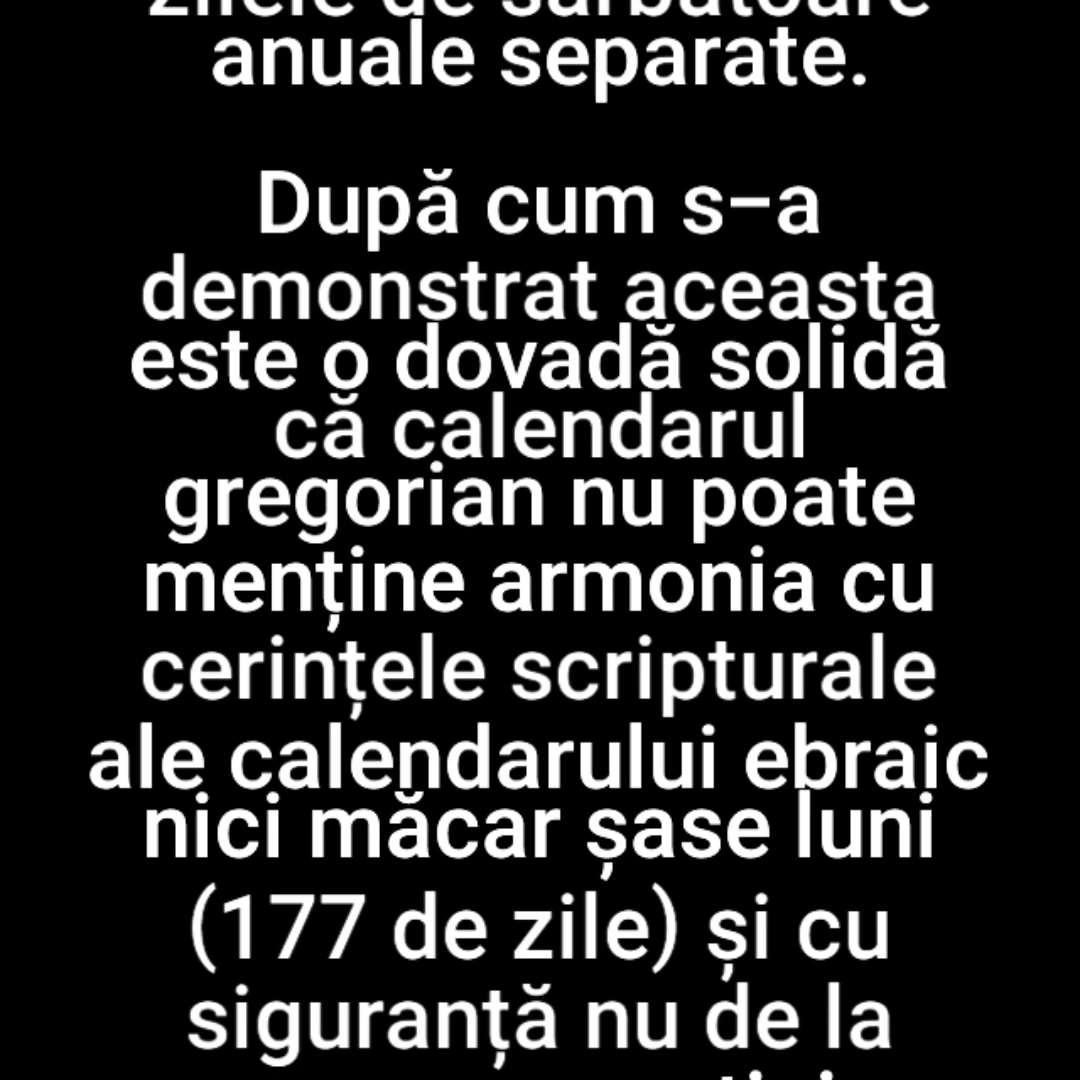 zilele de sărbătoare
anuale separate.
După cum s-a
demonstrat aceasta
este o dovadă solidă
că calendarul
gregorian nu poate
menține armonia cu
cerințele scripturale
ale calendarului ebraic
nici măcar șase luni
(177 de zile) și cu
siguranță nu de la